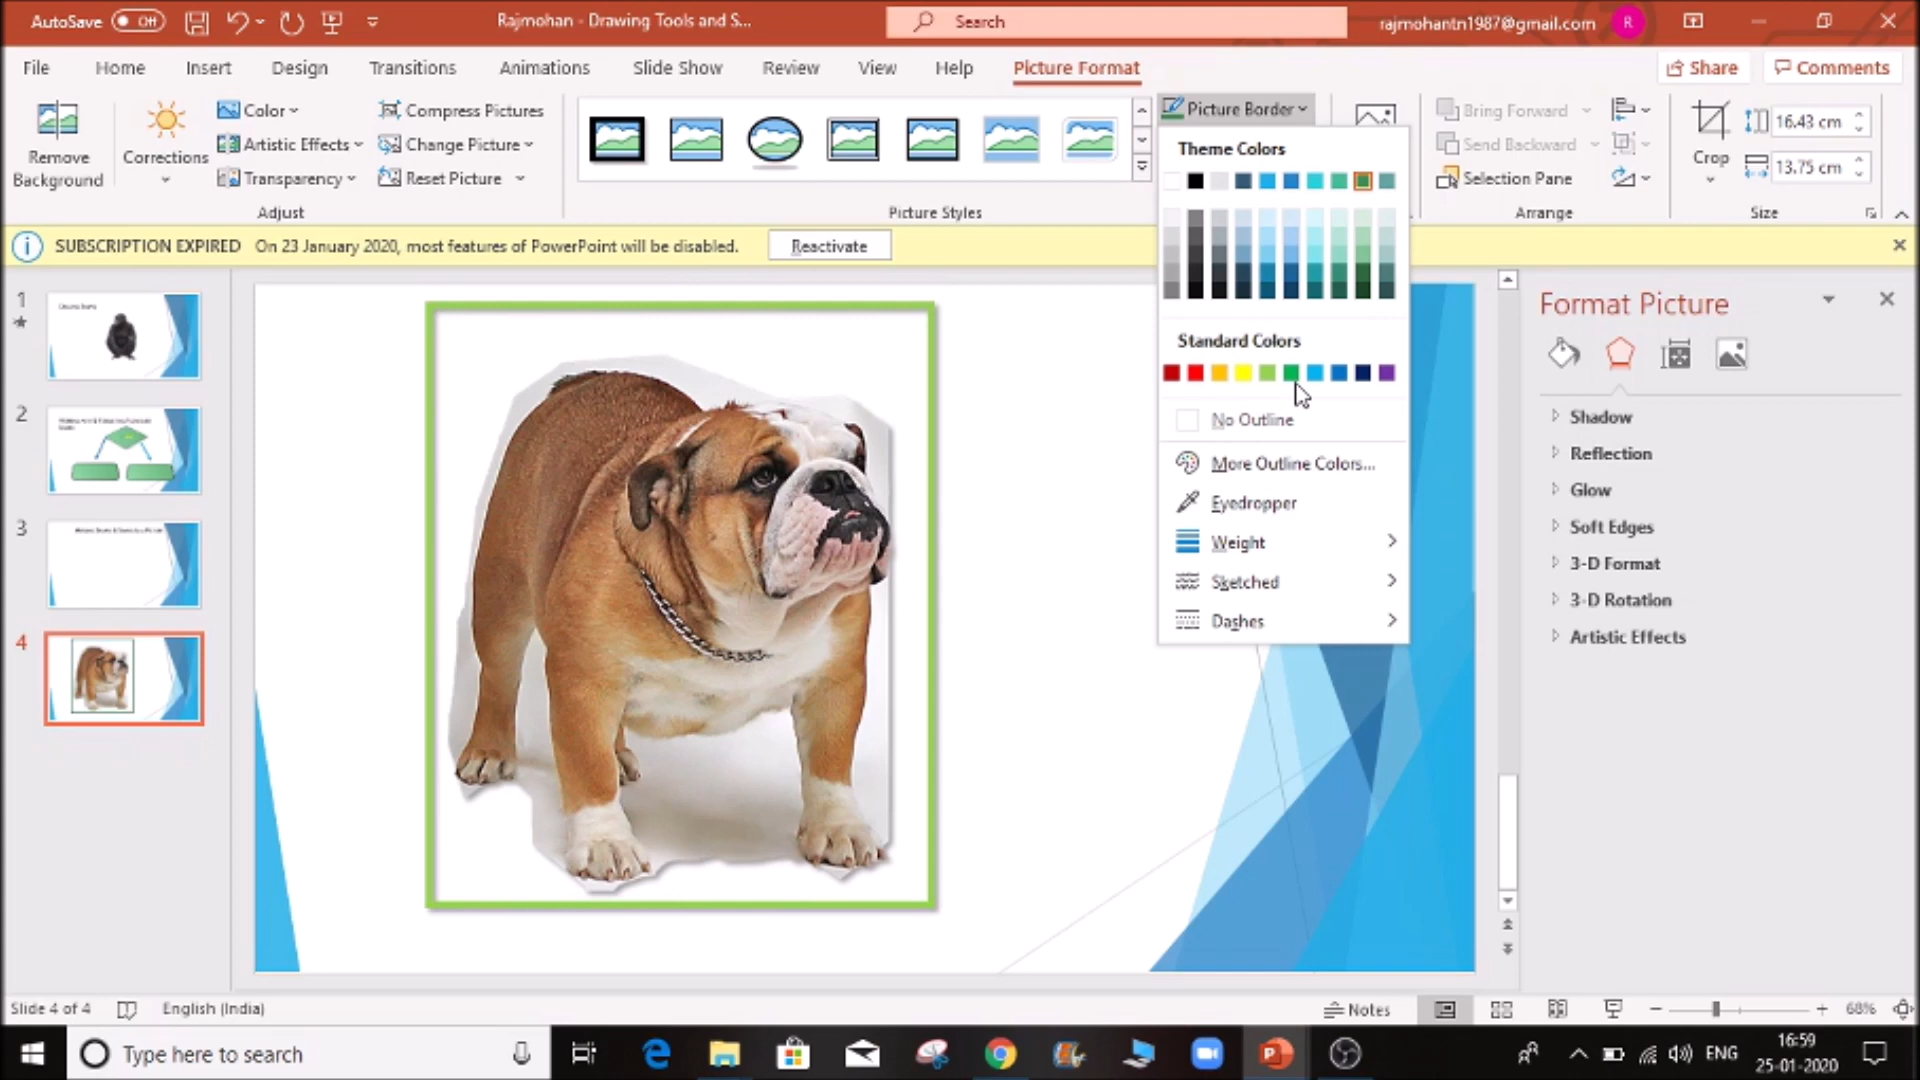 AutoSave Off
Rajmohan - Drawing Tools and S...
Search
rajmohantn1987@gmail.com
R
File Home Insert Design Transitions Animations Slide Show Review View Help Picture Format
Share
Comments
Remove Background
Corrections
Color
Artistic Effects
Transparency
Compress Pictures
Change Picture
Reset Picture
Adjust
Picture Styles
Picture Border
Bring Forward
Send Backward
Selection Pane
Arrange
Crop
16.43 cm
13.75 cm
Size
SUBSCRIPTION EXPIRED On 23 January 2020, most features of PowerPoint will be disabled.
Reactivate
Theme Colors
Standard Colors
No Outline
More Outline Colors...
Eyedropper
Weight
Sketched
Dashes
Format Picture
Shadow
Reflection
Glow
Soft Edges
3-D Format
3-D Rotation
Artistic Effects
1
2
3
4
Slide 4 of 4
English (India)
Notes
68%
Type here to search
ENG
16:59
25-01-2020